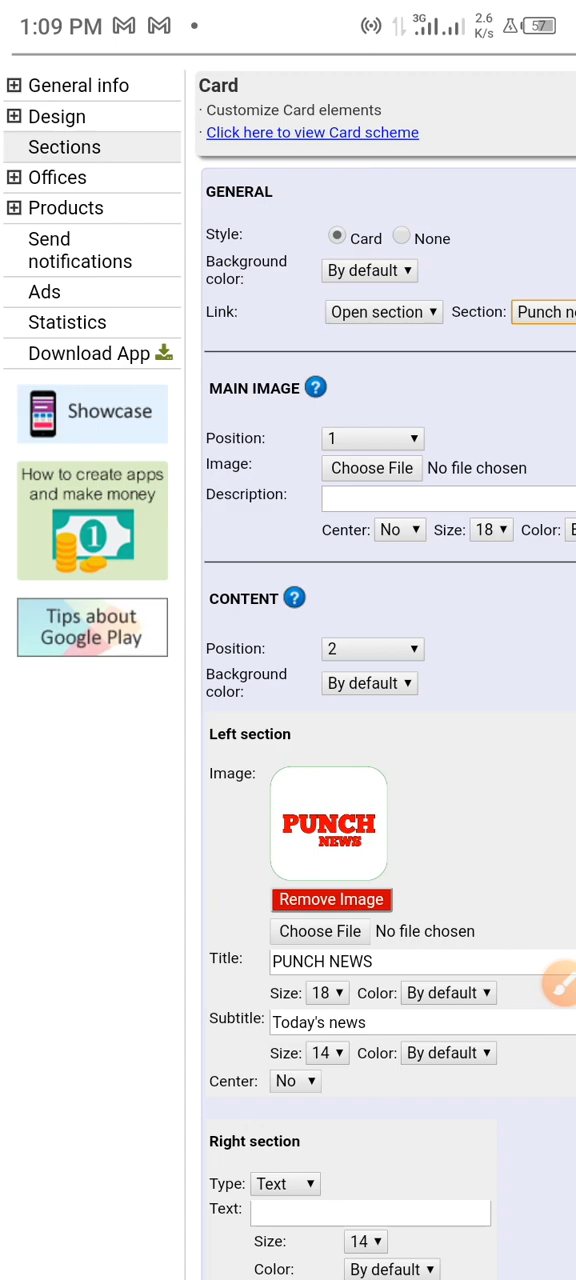 1:09 PM
3G
2.6
K/s
57
General info
Design
Sections
Offices
Products
Send
notifications
Ads
Statistics
Download App
Showcase
How to create apps
and make money
1
Tips about
Google Play
Card
· Customize Card elements
· Click here to view Card scheme
GENERAL
Style: Card None
Background
color: By default
Link: Open section Section: Punch
MAIN IMAGE ?
Position: 1
Image: Choose File No file chosen
Description:
Center: No Size: 18 Color:
CONTENT ?
Position: 2
Background
color: By default
Left section
Image:
PUNCH
NEWS
Remove Image
Choose File No file chosen
Title: PUNCH NEWS
Size: 18 Color: By default
Subtitle: Today's news
Size: 14 Color: By default
Center: No
Right section
Type: Text
Text:
Size: 14
Color: By default